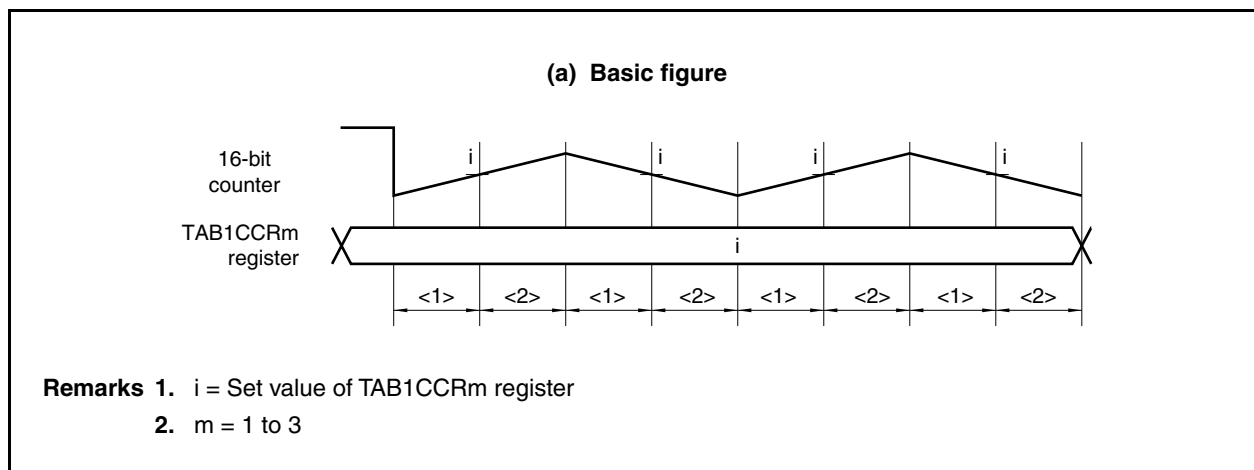 (a) Basic figure
16-bit
counter
i i i i
TAB1CCRm
register
i
<1> <2> <1> <2> <1> <2> <1> <2>
Remarks 1. i = Set value of TAB1CCRm register
2. m = 1 to 3